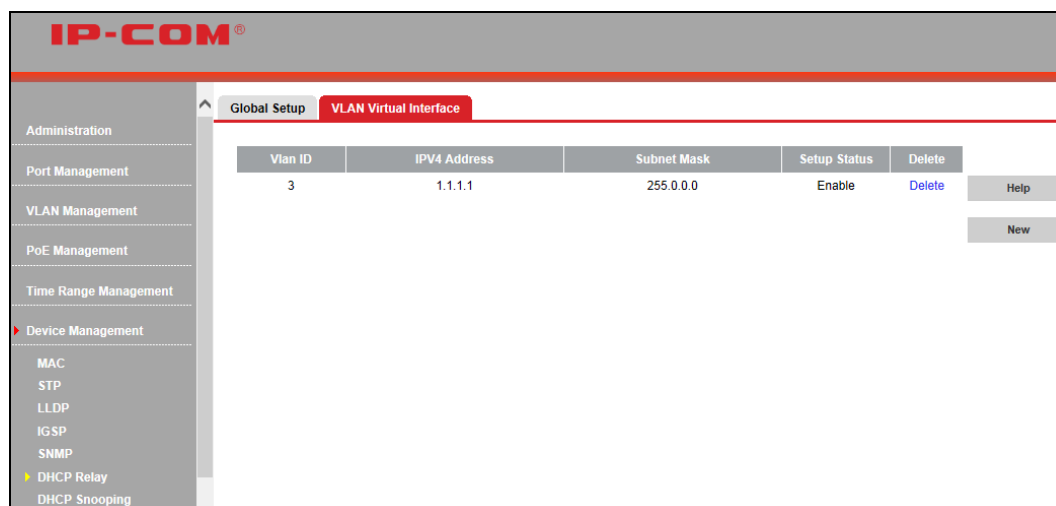 IP-COM®
Global Setup VLAN Virtual Interface
Administration
Port Management
VLAN Management
PoE Management
Time Range Management
Device Management
MAC
STP
LLDP
IGSP
SNMP
DHCP Relay
DHCP Snooping
Vlan ID IPV4 Address Subnet Mask Setup Status Delete
3 1.1.1.1 255.0.0.0 Enable Delete
Help
New